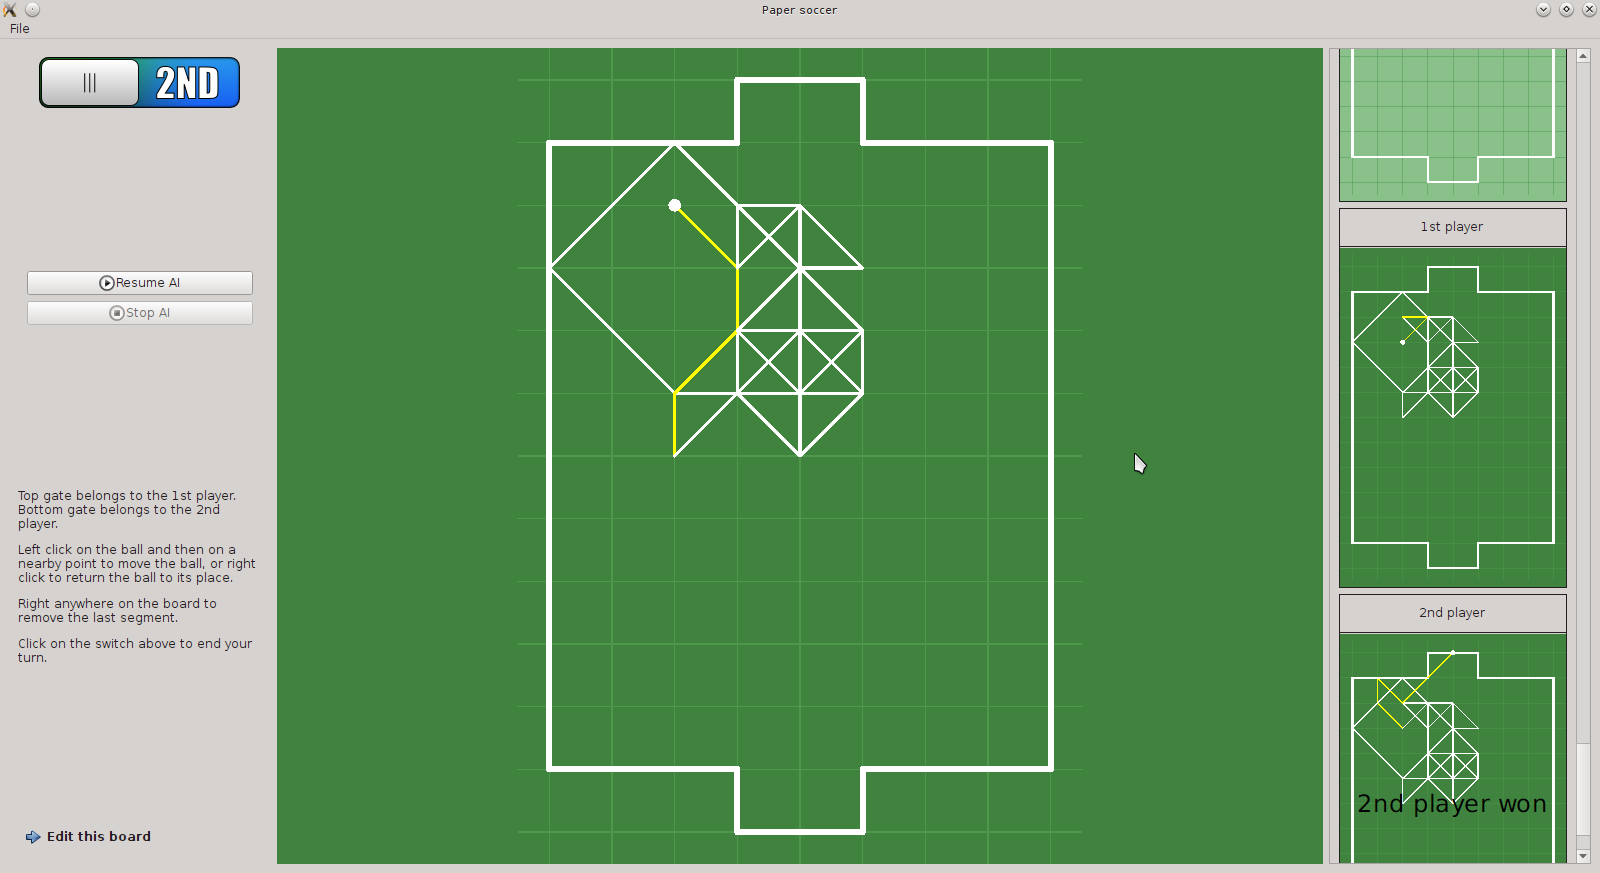 Paper soccer
File
2ND
Resume AI
Stop AI
Top gate belongs to the 1st player.
Bottom gate belongs to the 2nd
player.
Left click on the ball and then on a
nearby point to move the ball, or right
click to return the ball to its place.
Right anywhere on the board to
remove the last segment.
Click on the switch above to end your
turn.
Edit this board
1st player
2nd player
2nd player won